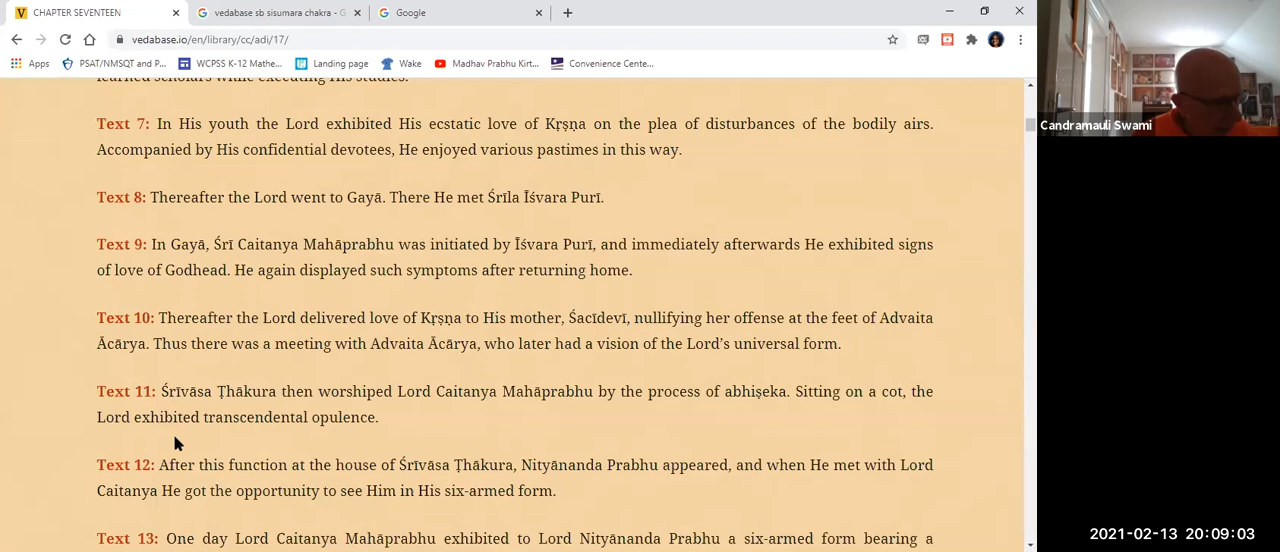 CHAPTER SEVENTEEN
vedabase sb sisumara chakra - G
Google
vedabase.io/en/library/cc/adi/17/
Apps
PSAT/NMSQT and P...
WCPSS K-12 Mathe...
Landing page
Wake
Madhav Prabhu Kirt...
Convenience Cente...
learned scholars while executing His studies.
Text 7: In His youth the Lord exhibited His ecstatic love of Kṛṣṇa on the plea of disturbances of the bodily airs.
Accompanied by His confidential devotees, He enjoyed various pastimes in this way.
Text 8: Thereafter the Lord went to Gayā. There He met Śrīla Īśvara Purī.
Text 9: In Gayā, Śrī Caitanya Mahāprabhu was initiated by Īśvara Purī, and immediately afterwards He exhibited signs
of love of Godhead. He again displayed such symptoms after returning home.
Text 10: Thereafter the Lord delivered love of Kṛṣṇa to His mother, Śacīdevī, nullifying her offense at the feet of Advaita
Ācārya. Thus there was a meeting with Advaita Ācārya, who later had a vision of the Lord’s universal form.
Text 11: Śrīvāsa Ṭhākura then worshiped Lord Caitanya Mahāprabhu by the process of abhiṣeka. Sitting on a cot, the
Lord exhibited transcendental opulence.
Text 12: After this function at the house of Śrīvāsa Ṭhākura, Nityānanda Prabhu appeared, and when He met with Lord
Caitanya He got the opportunity to see Him in His six-armed form.
Text 13: One day Lord Caitanya Mahāprabhu exhibited to Lord Nityānanda Prabhu a six-armed form bearing a
Candramauli Swami
2021-02-13 20:09:03